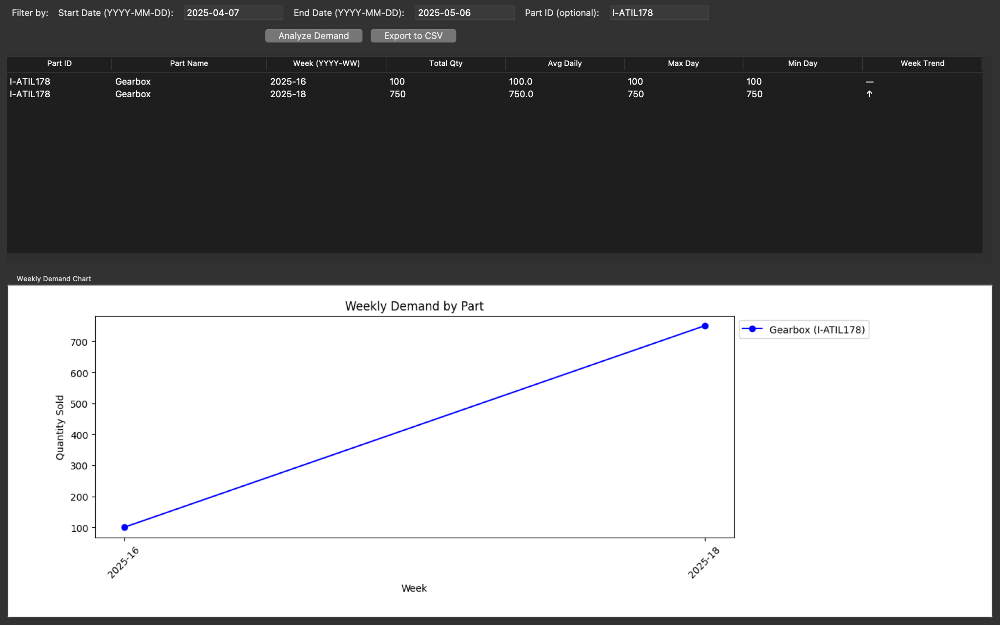 Filter by: Start Date (YYYY-MM-DD): 2025-04-07 End Date (YYYY-MM-DD): 2025-05-06 Part ID (optional): I-ATIL178
Analyze Demand Export to CSV
Part ID Part Name Week (YYYY-WW) Total Qty Avg Daily Max Day Min Day Week Trend
I-ATIL178 Gearbox 2025-16 100 100.0 100 100 —
I-ATIL178 Gearbox 2025-18 750 750.0 750 750 ↑
Weekly Demand Chart
Weekly Demand by Part
Gearbox (I-ATIL178)
700
600
500
400
300
200
100
Quantity Sold
2025-16 2025-18
Week